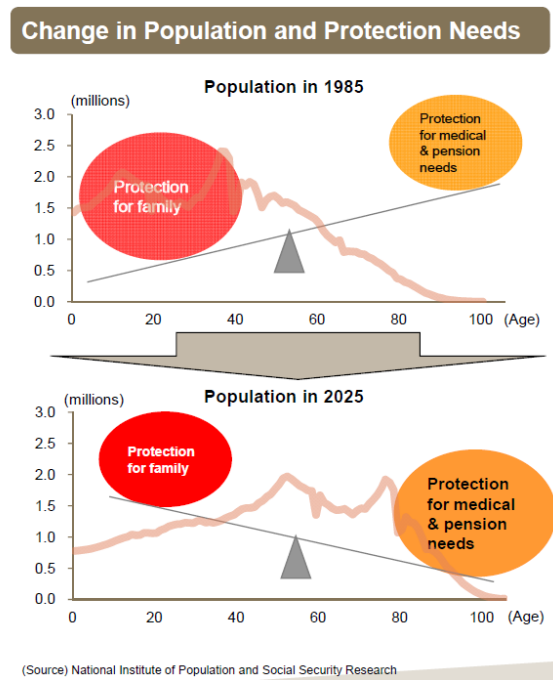 Change in Population and Protection Needs
Population in 1985
(millions)
3.0
2.5
2.0
1.5
1.0
0.5
0.0
Protection
for family
Protection
for medical
& pension
needs
0 20 40 60 80 100 (Age)
Population in 2025
(millions)
3.0
2.5
2.0
1.5
1.0
0.5
0.0
Protection
for family
Protection
for medical
& pension
needs
0 20 40 60 80 100 (Age)
(Source) National Institute of Population and Social Security Research